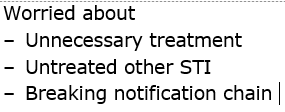 Worried about
– Unnecessary treatment
– Untreated other STI
– Breaking notification chain